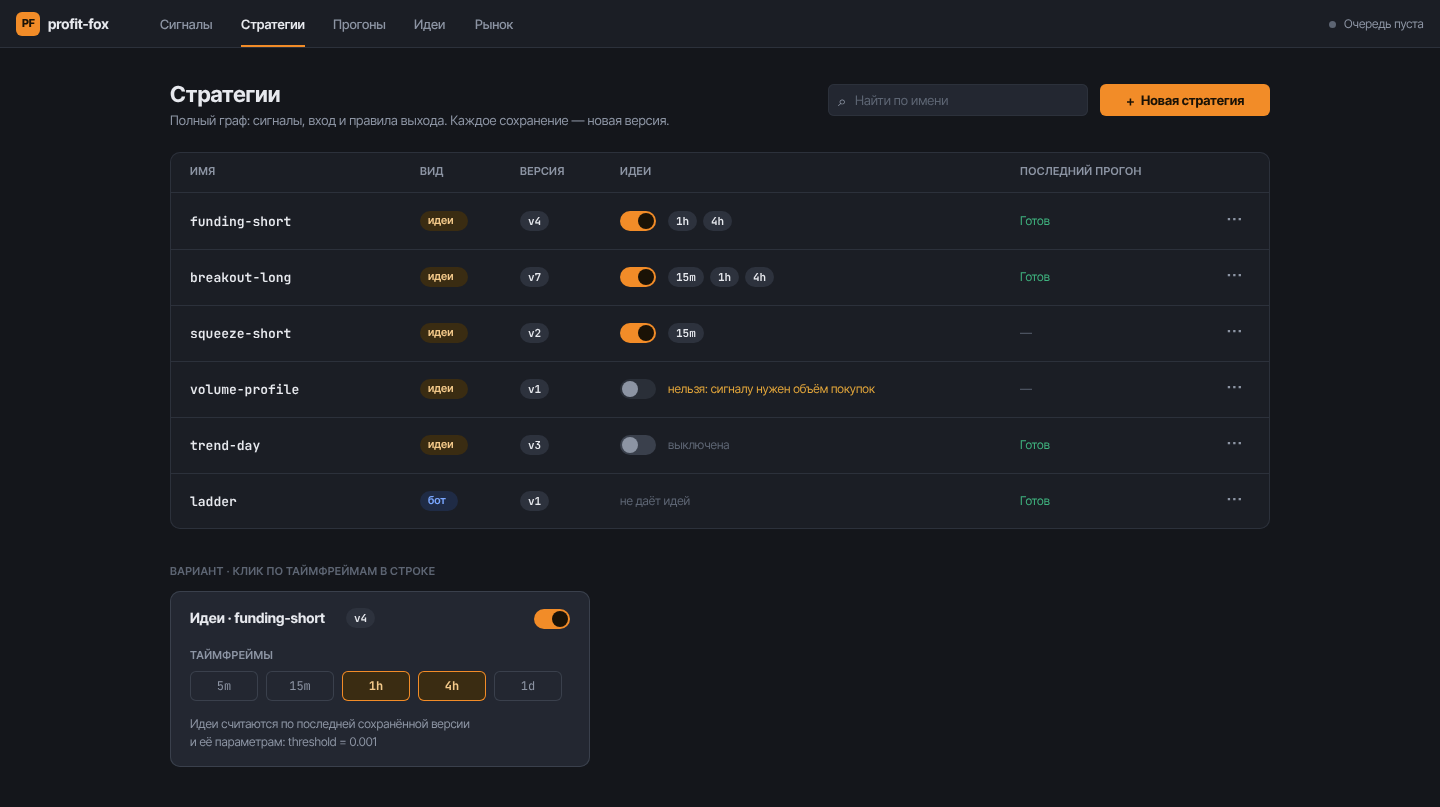 PF profit-fox Сигналы Стратегии Прогоны Идеи Рынок Очередь пуста
Стратегии
Найти по имени
+ Новая стратегия
Полный граф: сигналы, вход и правила выхода. Каждое сохранение — новая версия.
ИМЯ ВИД ВЕРСИЯ ИДЕИ ПОСЛЕДНИЙ ПРОГОН
funding-short идеи v4 1h 4h Готов ···
breakout-long идеи v7 15m 1h 4h Готов ···
squeeze-short идеи v2 15m — ···
volume-profile идеи v1 нельзя: сигналу нужен объём покупок — ···
trend-day идеи v3 выключена Готов ···
ladder бот v1 не даёт идей Готов ···
ВАРИАНТ · КЛИК ПО ТАЙМФРЕЙМАМ В СТРОКЕ
Идеи · funding-short v4
ТАЙМФРЕЙМЫ
5m 15m 1h 4h 1d
Идеи считаются по последней сохранённой версии
и её параметрам: threshold = 0.001